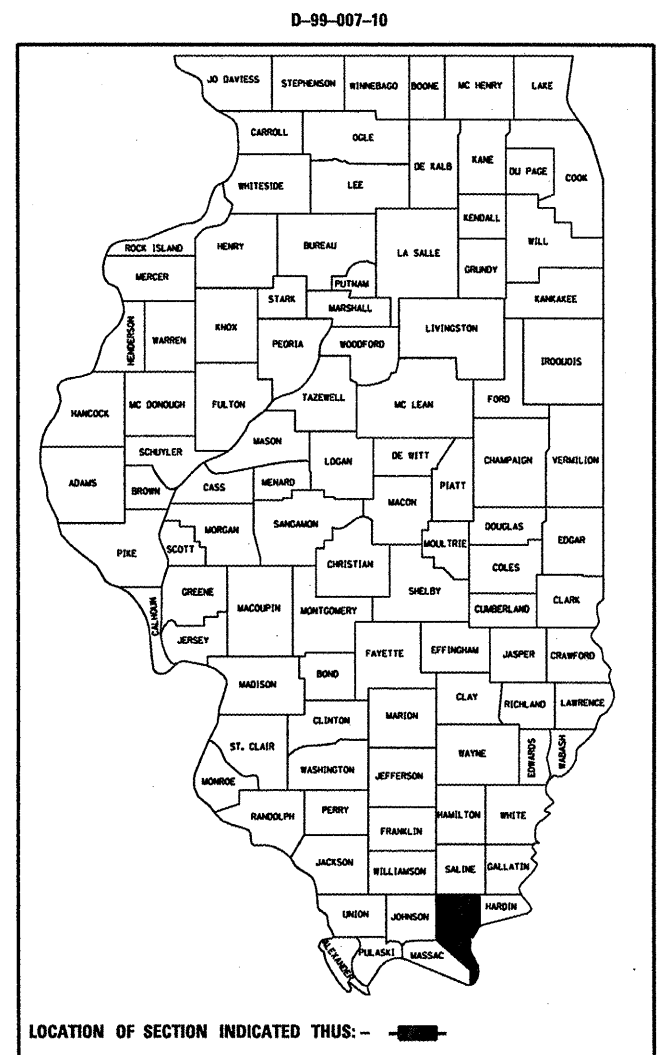 D-99-007-10
JO DAVIESS STEPHENSON WINNEBAGO BOONE MC HENRY LAKE
CARROLL OGLE DE KALB KANE DU PAGE COOK
WHITESIDE LEE KENDALL WILL
ROCK ISLAND HENRY BUREAU LA SALLE GRUNDY
MERCER STARK PUTNAM MARSHALL KANKAKEE
HENDERSON WARREN KNOX PEORIA WOODFORD LIVINGSTON IROQUOIS
HANCOCK MC DONOUGH FULTON TAZEWELL MC LEAN FORD
SCHUYLER MASON LOGAN DE WITT CHAMPAIGN VERMILION
ADAMS BROWN CASS MENARD MACON PIATT
PIKE SCOTT MORGAN SANGAMON CHRISTIAN MOULTRIE DOUGLAS EDGAR
COLES
CALHOUN GREENE MACOUPIN MONTGOMERY SHELBY CUMBERLAND CLARK
JERSEY FAYETTE EFFINGHAM JASPER CRAWFORD
MADISON BOND CLAY RICHLAND LAWRENCE
CLINTON MARION
ST. CLAIR WASHINGTON JEFFERSON WAYNE EDWARDS WABASH
MONROE RANDOLPH PERRY FRANKLIN HAMILTON WHITE
JACKSON WILLIAMSON SALINE GALLATIN
UNION JOHNSON HARDIN
ALEXANDER PULASKI MASSAC
LOCATION OF SECTION INDICATED THUS: -